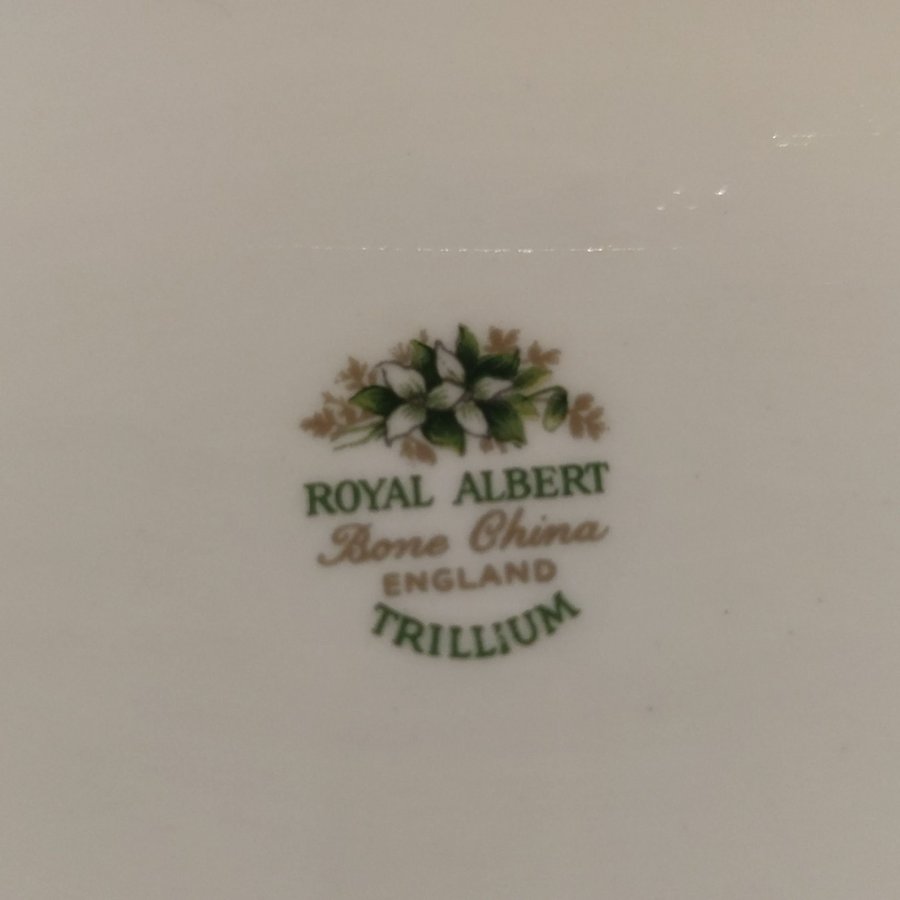 ROYAL ALBERT
Bone China
ENGLAND
TRILLIUM